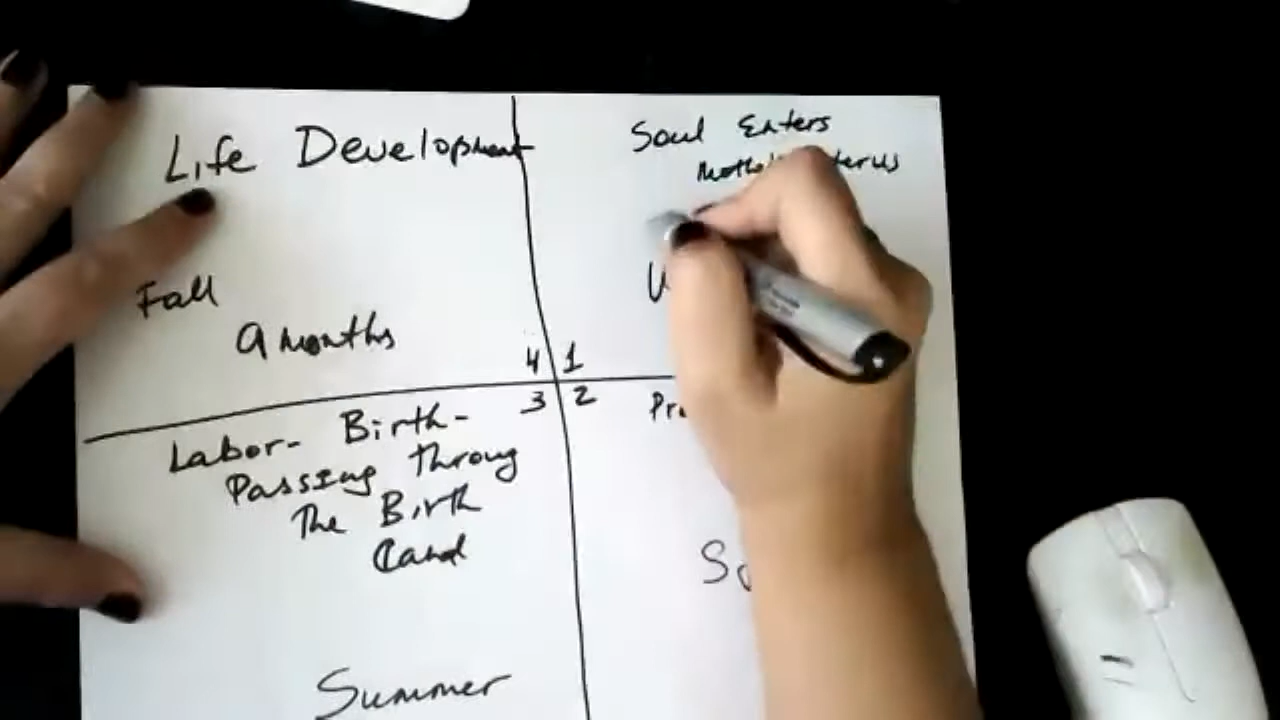 Life Development
Fall
9 months
4
Soul Enters
1
3
Labor- Birth-
Passing throug
The Birth
Canal
Summer
2